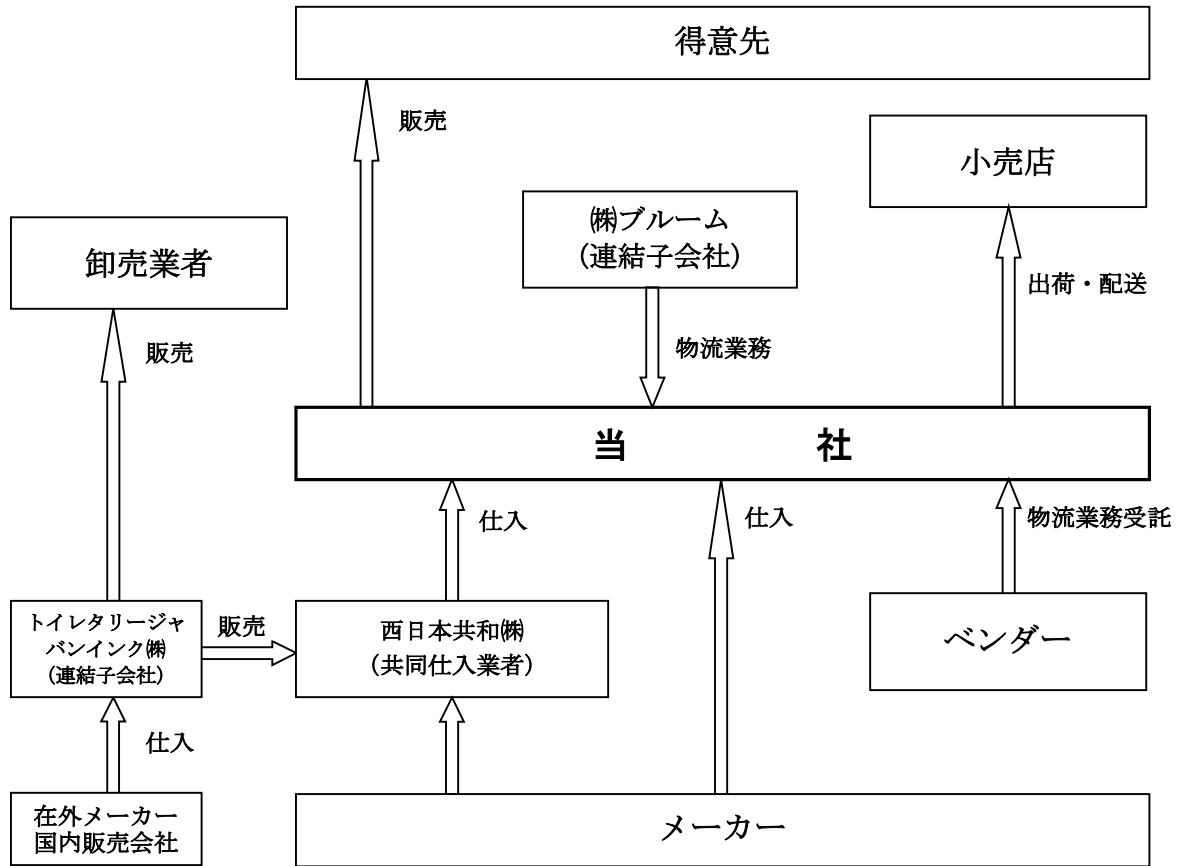 得意先
販売
小売店
㈱ブルーム
（連結子会社）
卸売業者
出荷・配送
販売
物流業務
当　　　社
仕入
仕入
物流業務受託
トイレタリージャ
パンインク㈱
（連結子会社）
販売
西日本共和㈱
（共同仕入業者）
ベンダー
仕入
在外メーカー
国内販売会社
メーカー